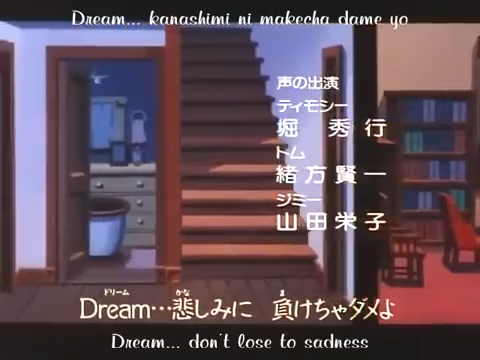 Dream... kanashimi ni makecha dame yo
声の出演
ティモシー
堀 秀行
トム
緒方賢一
ジミー
山田栄子
ドリーム かな ま
Dream…悲しみに 負けちゃダメよ
Dream... don't lose to sadness